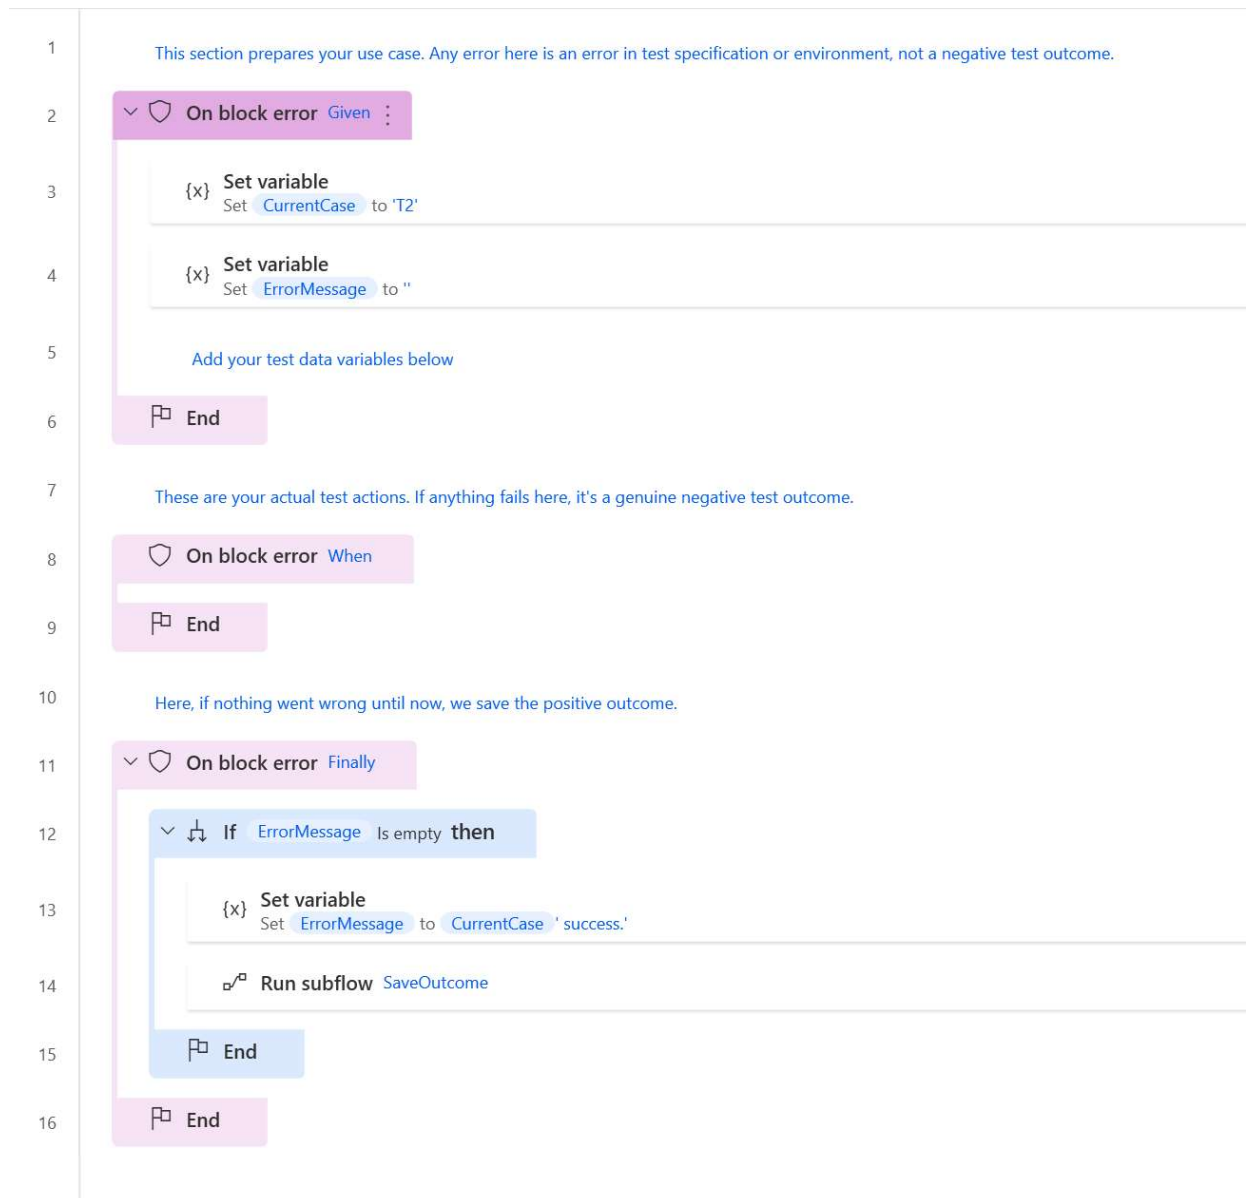 1
This section prepares your use case. Any error here is an error in test specification or environment, not a negative test outcome.
2
On block error Given
3
{x} Set variable
Set CurrentCase to 'T2'
4
{x} Set variable
Set ErrorMessage to ''
5
Add your test data variables below
6
End
7
These are your actual test actions. If anything fails here, it's a genuine negative test outcome.
8
On block error When
9
End
10
Here, if nothing went wrong until now, we save the positive outcome.
11
On block error Finally
12
If ErrorMessage Is empty then
13
{x} Set variable
Set ErrorMessage to CurrentCase ' success.'
14
Run subflow SaveOutcome
15
End
16
End